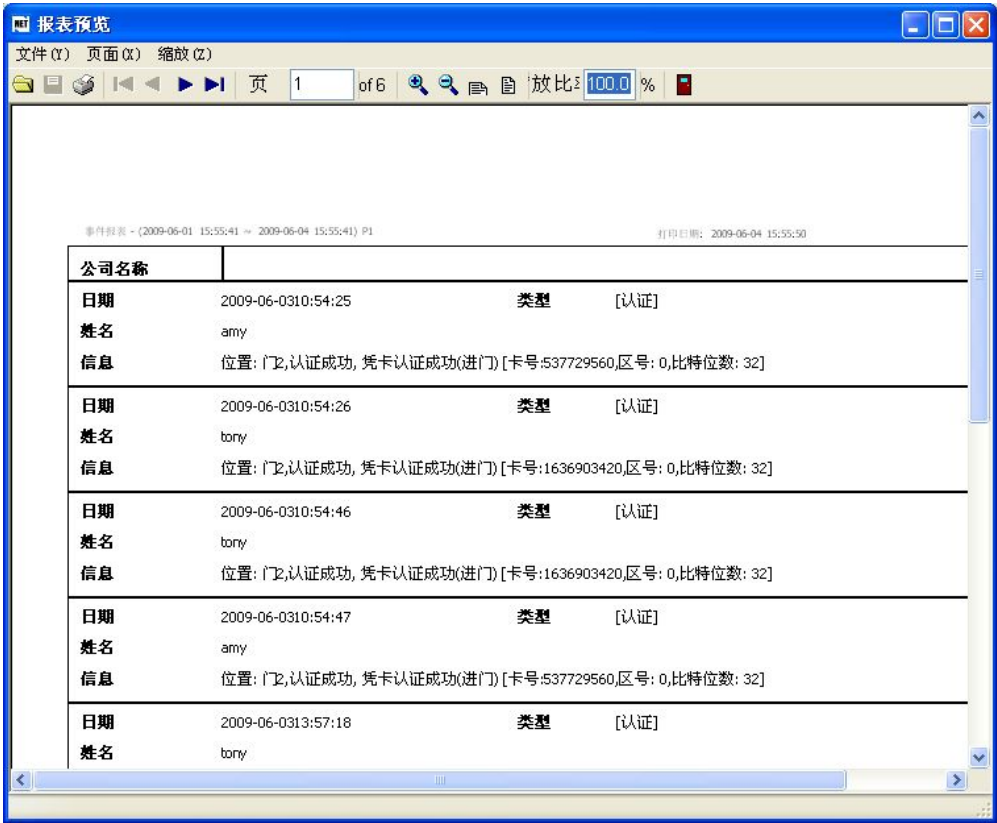 NET 报表预览
文件(Y) 页面(X) 缩放(Z)
页 1 of 6 放比 100.0 %
事件报表 - (2009-06-01 15:55:41 ~ 2009-06-04 15:55:41) P1 打印日期: 2009-06-04 15:55:50
公司名称
日期 2009-06-0310:54:25 类型 [认证]
姓名 amy
信息 位置: 门2,认证成功, 凭卡认证成功(进门) [卡号:537729560,区号: 0,比特位数: 32]
日期 2009-06-0310:54:26 类型 [认证]
姓名 tony
信息 位置: 门2,认证成功, 凭卡认证成功(进门) [卡号:1636903420,区号: 0,比特位数: 32]
日期 2009-06-0310:54:46 类型 [认证]
姓名 tony
信息 位置: 门2,认证成功, 凭卡认证成功(进门) [卡号:1636903420,区号: 0,比特位数: 32]
日期 2009-06-0310:54:47 类型 [认证]
姓名 amy
信息 位置: 门2,认证成功, 凭卡认证成功(进门) [卡号:537729560,区号: 0,比特位数: 32]
日期 2009-06-0313:57:18 类型 [认证]
姓名 tony